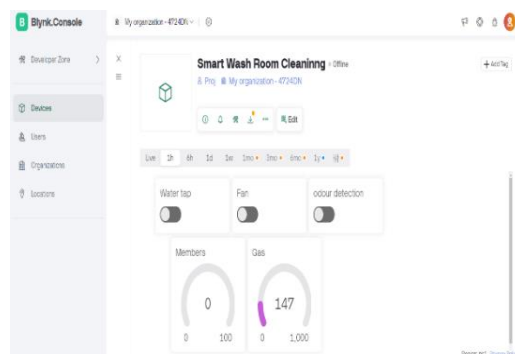 B Blynk.Console
My organization - 4724DN
Developer Zone
Devices
Users
Organizations
Locations
Smart Wash Room Cleaninng
Offline
Proj
My organization - 4724DN
Add Tag
Edit
Live 1h 6h 1d 1w 1mo 3mo 6mo 1y
Water tap Fan odour detection
Members Gas
0 147
0 100 0 1,000